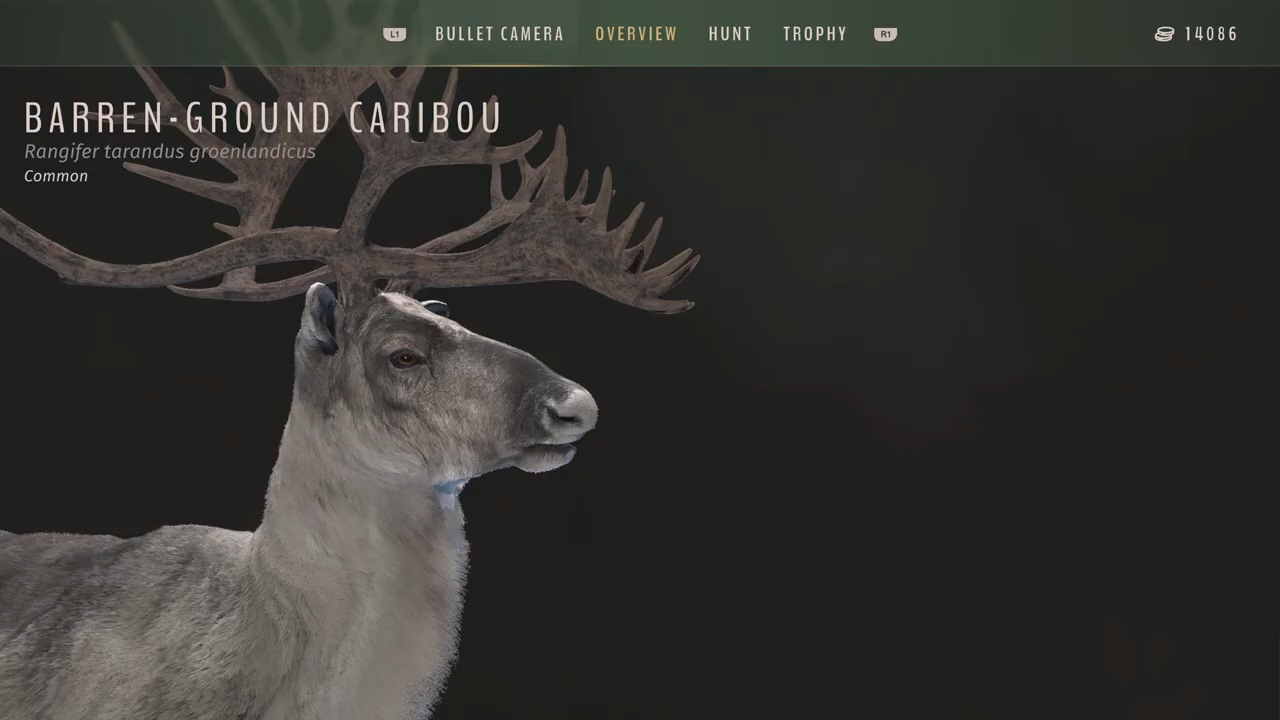 L1 BULLET CAMERA OVERVIEW HUNT TROPHY R1 14086
BARREN-GROUND CARIBOU
Rangifer tarandus groenlandicus
Common